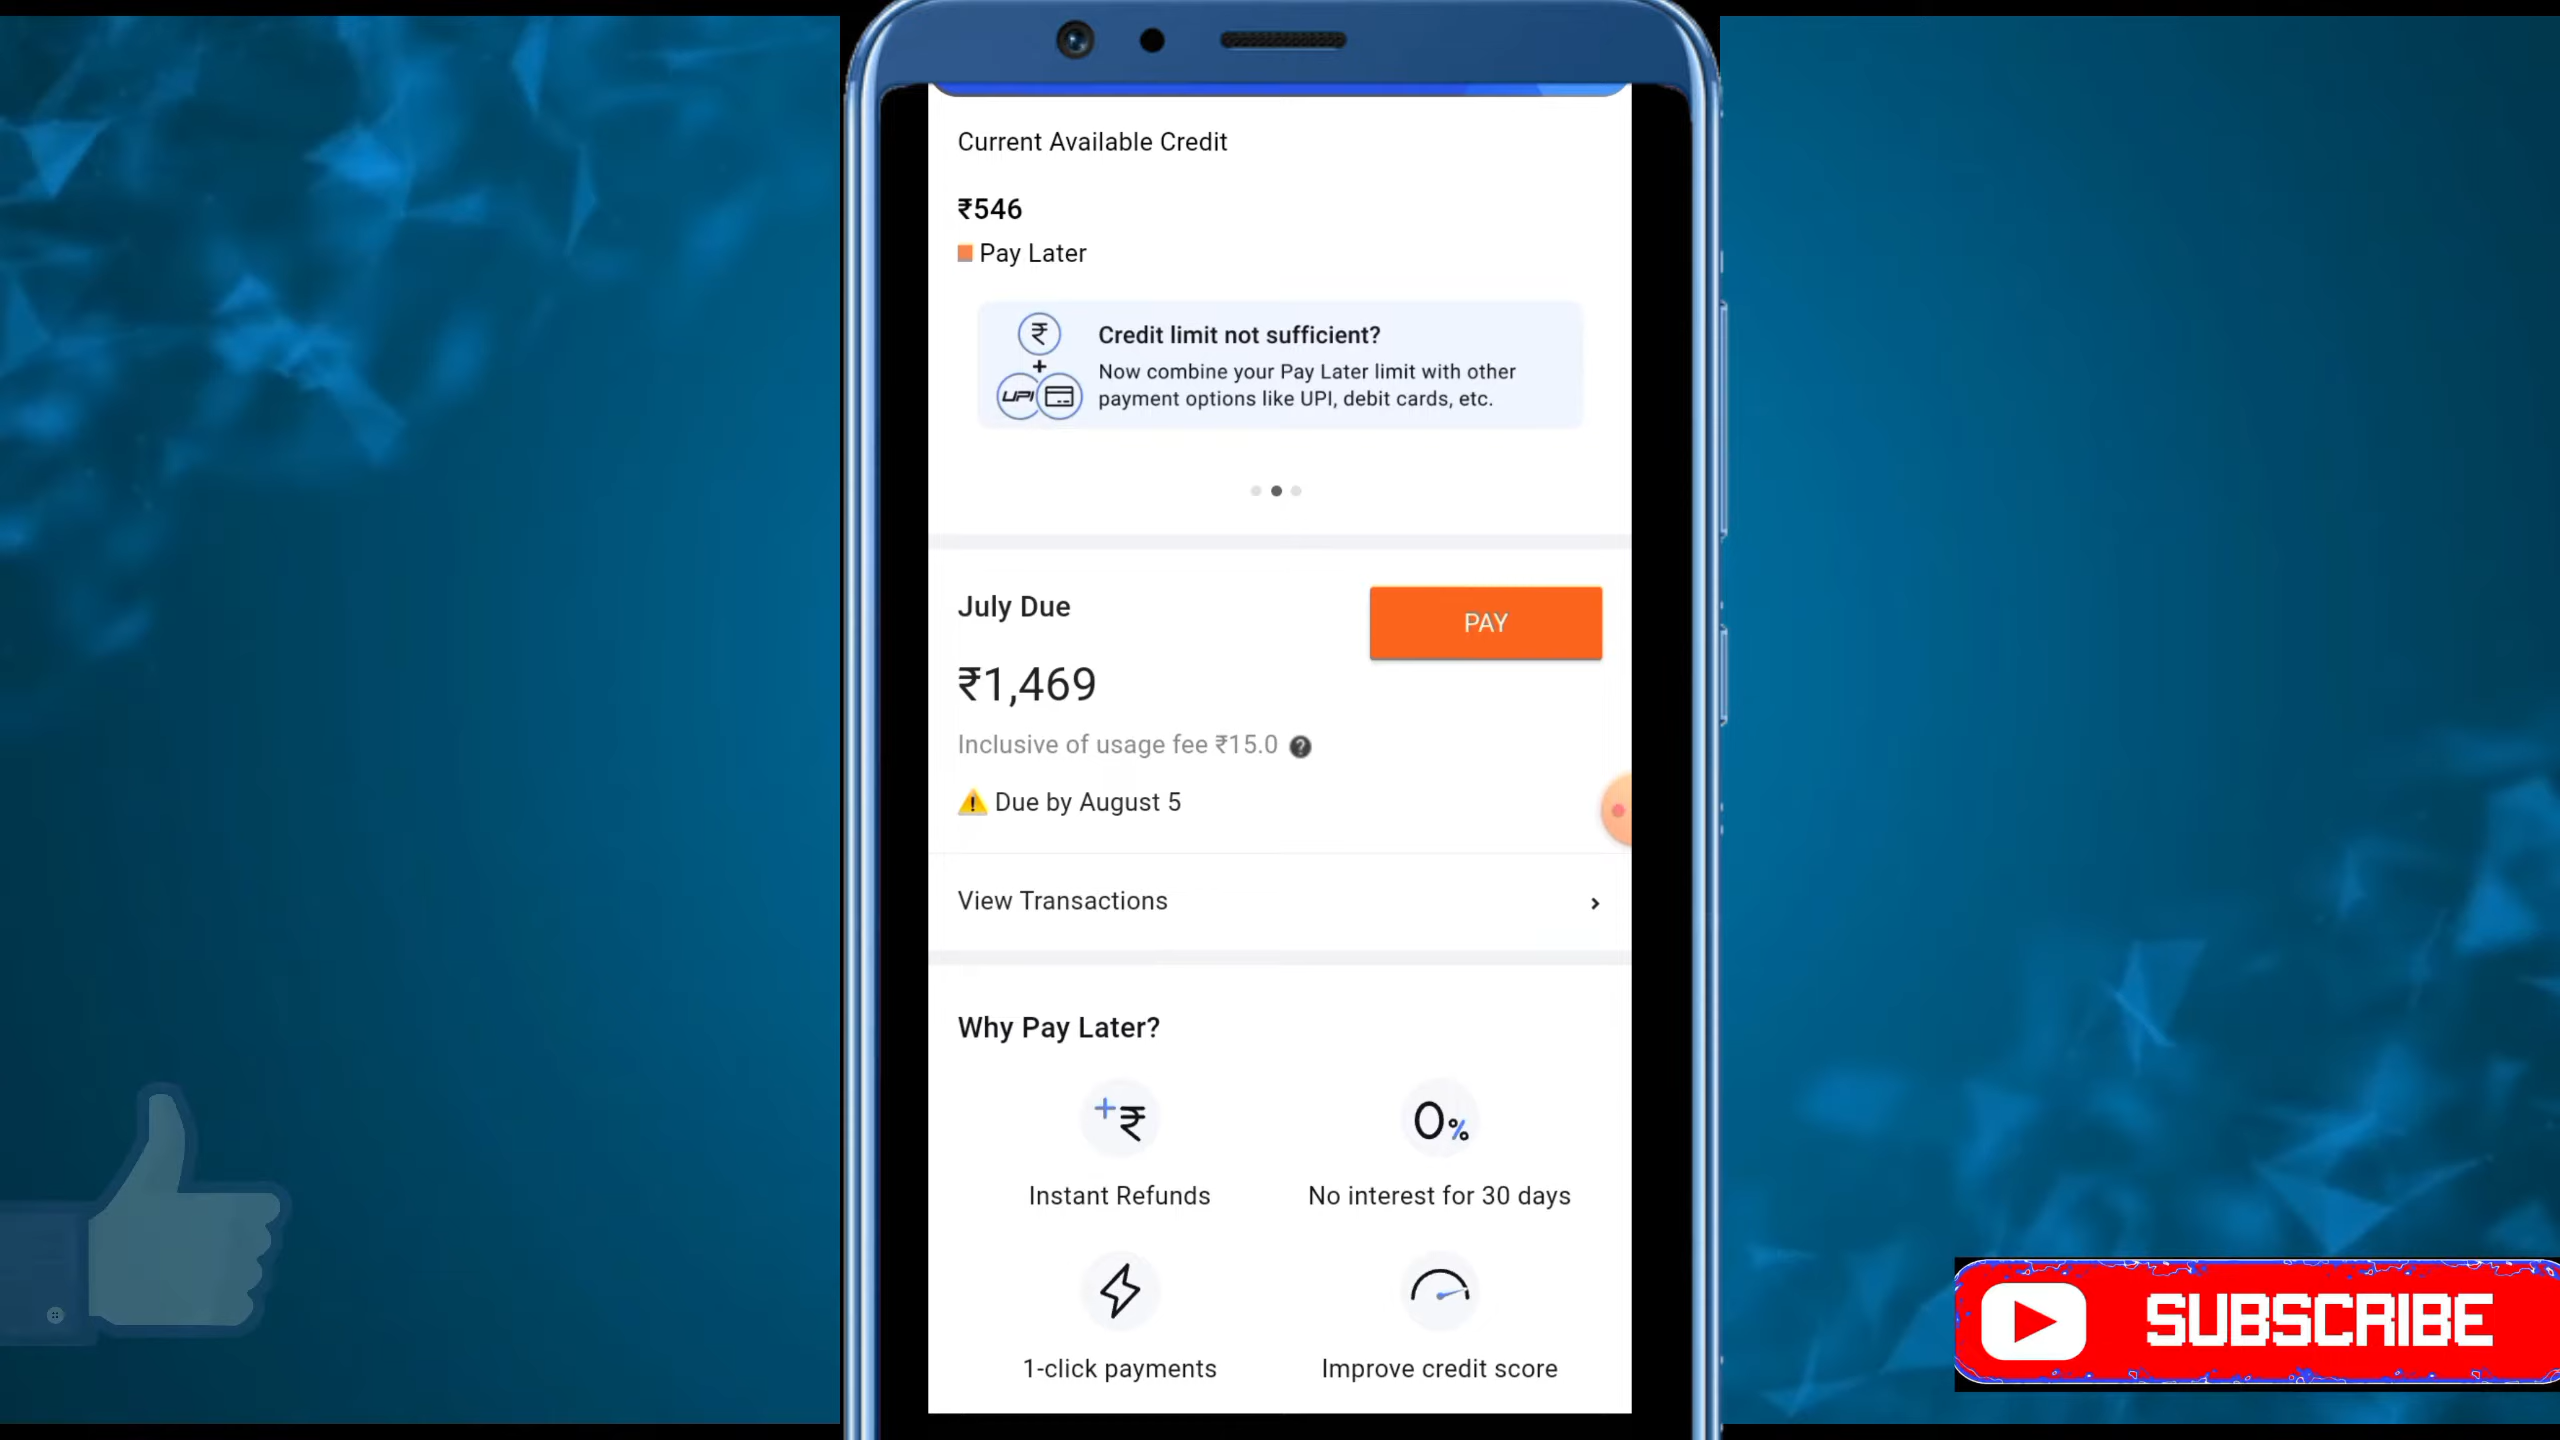 Current Available Credit
₹546
Pay Later
₹
+
UPI
Credit limit not sufficient?
Now combine your Pay Later limit with other
payment options like UPI, debit cards, etc.
July Due
PAY
₹1,469
Inclusive of usage fee ₹15.0 ?
Due by August 5
View Transactions
Why Pay Later?
+₹
0%
Instant Refunds
No interest for 30 days
1-click payments
Improve credit score
SUBSCRIBE